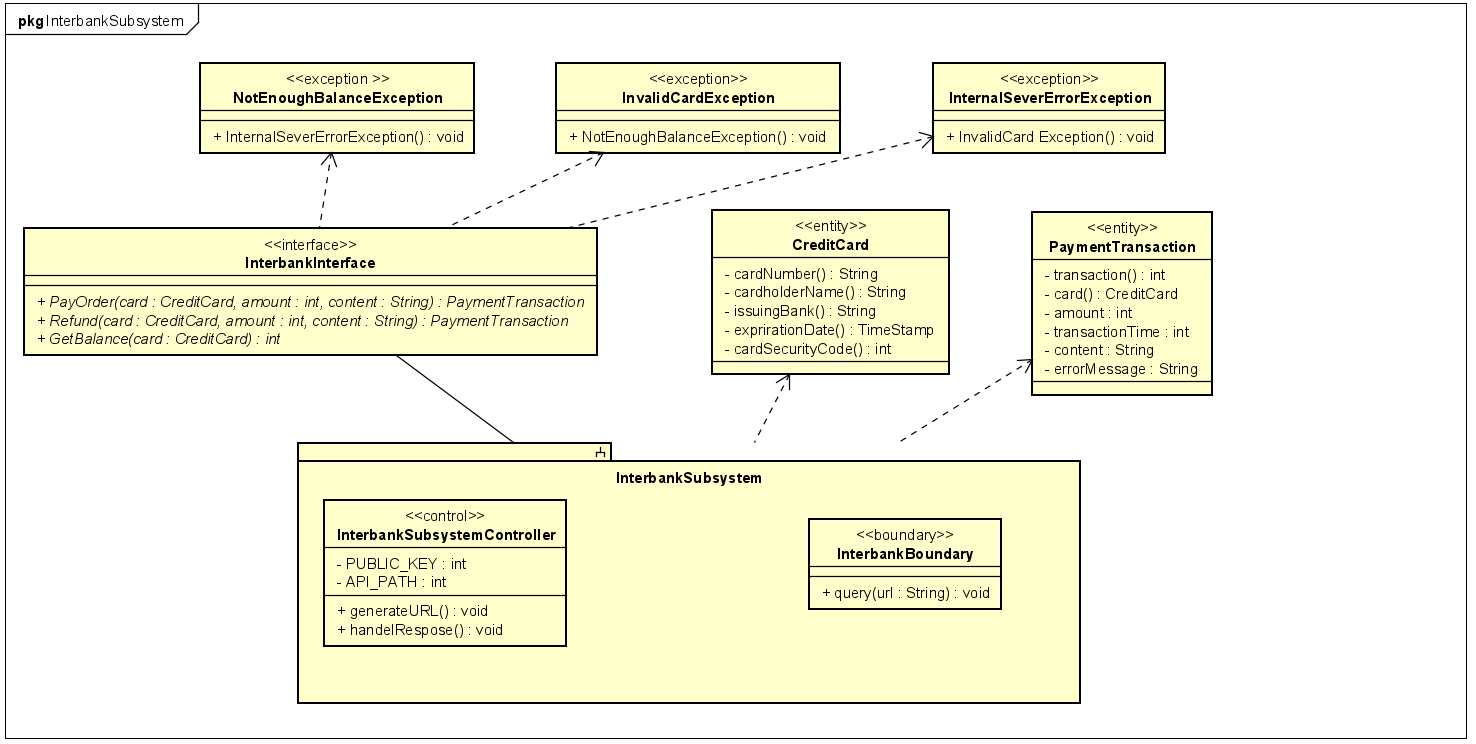 pkg InterbankSubsystem
<<exception >>
NotEnoughBalanceException
+ InternalSeverErrorException() : void
<<exception>>
InvalidCardException
+ NotEnoughBalanceException() : void
<<exception>>
InternalSeverErrorException
+ InvalidCard Exception() : void
<<interface>>
InterbankInterface
+ PayOrder(card : CreditCard, amount : int, content : String) : PaymentTransaction
+ Refund(card : CreditCard, amount : int, content : String) : PaymentTransaction
+ GetBalance(card : CreditCard) : int
<<entity>>
CreditCard
- cardNumber() : String
- cardholderName() : String
- issuingBank() : String
- exprirationDate() : TimeStamp
- cardSecurityCode() : int
<<entity>>
PaymentTransaction
- transaction() : int
- card() : CreditCard
- amount : int
- transactionTime : int
- content : String
- errorMessage : String
InterbankSubsystem
<<control>>
InterbankSubsystemController
- PUBLIC_KEY : int
- API_PATH : int
+ generateURL() : void
+ handelRespose() : void
<<boundary>>
InterbankBoundary
+ query(url : String) : void